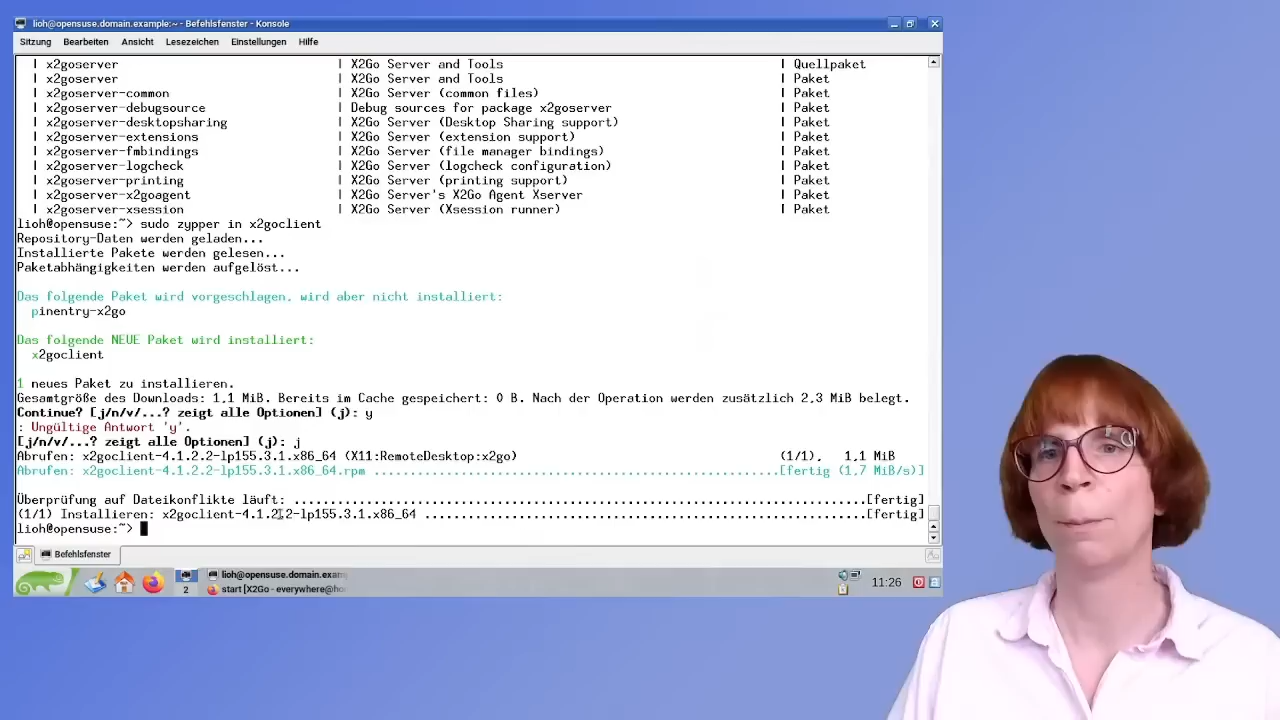 lioh@opensuse.domain.example:~ - Befehlsfenster - Konsole
Sitzung Bearbeiten Ansicht Lesezeichen Einstellungen Hilfe
| x2goserver | X2Go Server and Tools | Quellpaket
| x2goserver | X2Go Server and Tools | Paket
| x2goserver-common | X2Go Server (common files) | Paket
| x2goserver-debugsource | Debug sources for package x2goserver | Paket
| x2goserver-desktopsharing | X2Go Server (Desktop Sharing support) | Paket
| x2goserver-extensions | X2Go Server (extension support) | Paket
| x2goserver-fmbindings | X2Go Server (file manager bindings) | Paket
| x2goserver-logcheck | X2Go Server (logcheck configuration) | Paket
| x2goserver-printing | X2Go Server (printing support) | Paket
| x2goserver-x2goagent | X2Go Server's X2Go Agent Xserver | Paket
| x2goserver-xsession | X2Go Server (Xsession runner) | Paket
lioh@opensuse:~> sudo zypper in x2goclient
Repository-Daten werden geladen...
Installierte Pakete werden gelesen...
Paketabhängigkeiten werden aufgelöst...
Das folgende Paket wird vorgeschlagen, wird aber nicht installiert:
pinentry-x2go
Das folgende NEUE Paket wird installiert:
x2goclient
1 neues Paket zu installieren.
Gesamtgröße des Downloads: 1,1 MiB. Bereits im Cache gespeichert: 0 B. Nach der Operation werden zusätzlich 2,3 MiB belegt.
Continue? [j/n/v/...? zeigt alle Optionen] (j): y
: Ungültige Antwort 'y'.
[j/n/v/...? zeigt alle Optionen] (j): j
Abrufen: x2goclient-4.1.2.2-lp155.3.1.x86_64 (X11:RemoteDesktop:x2go) (1/1), 1,1 MiB
Abrufen: x2goclient-4.1.2.2-lp155.3.1.x86_64.rpm ........................................................[fertig (1,7 MiB/s)]
Überprüfung auf Dateikonflikte läuft: ...............................................................................[fertig]
(1/1) Installieren: x2goclient-4.1.2.2-lp155.3.1.x86_64 .............................................................[fertig]
lioh@opensuse:~>
Befehlsfenster
2
lioh@opensuse.domain.exam
start [X2Go - everywhere@ho
11:26